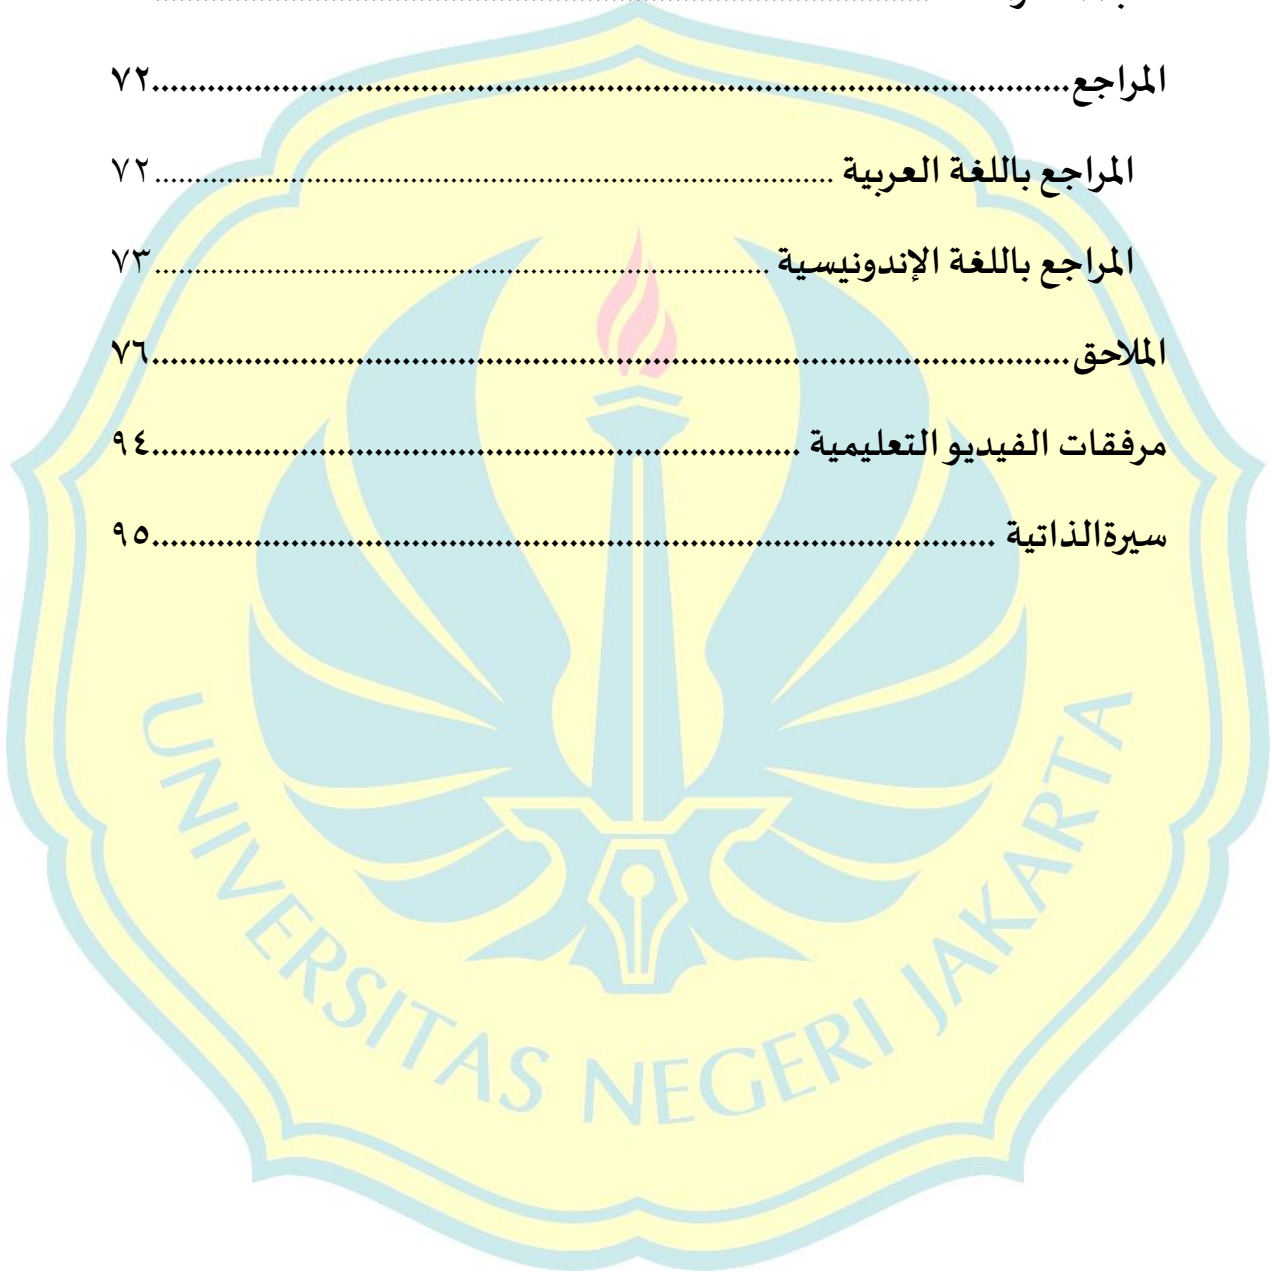 المراجع ........................................................................................................ ٧٢
المراجع باللغة العربية ........................................................................................ ٧٢
المراجع باللغة الإندونيسية ................................................................................ ٧٣
الملاحق ........................................................................................................ ٧٦
مرفقات الفيديو التعليمية .................................................................... ٩٤
سيرةالذاتية ........................................................................................ ٩٥
UNIVERSITAS NEGERI JAKARTA